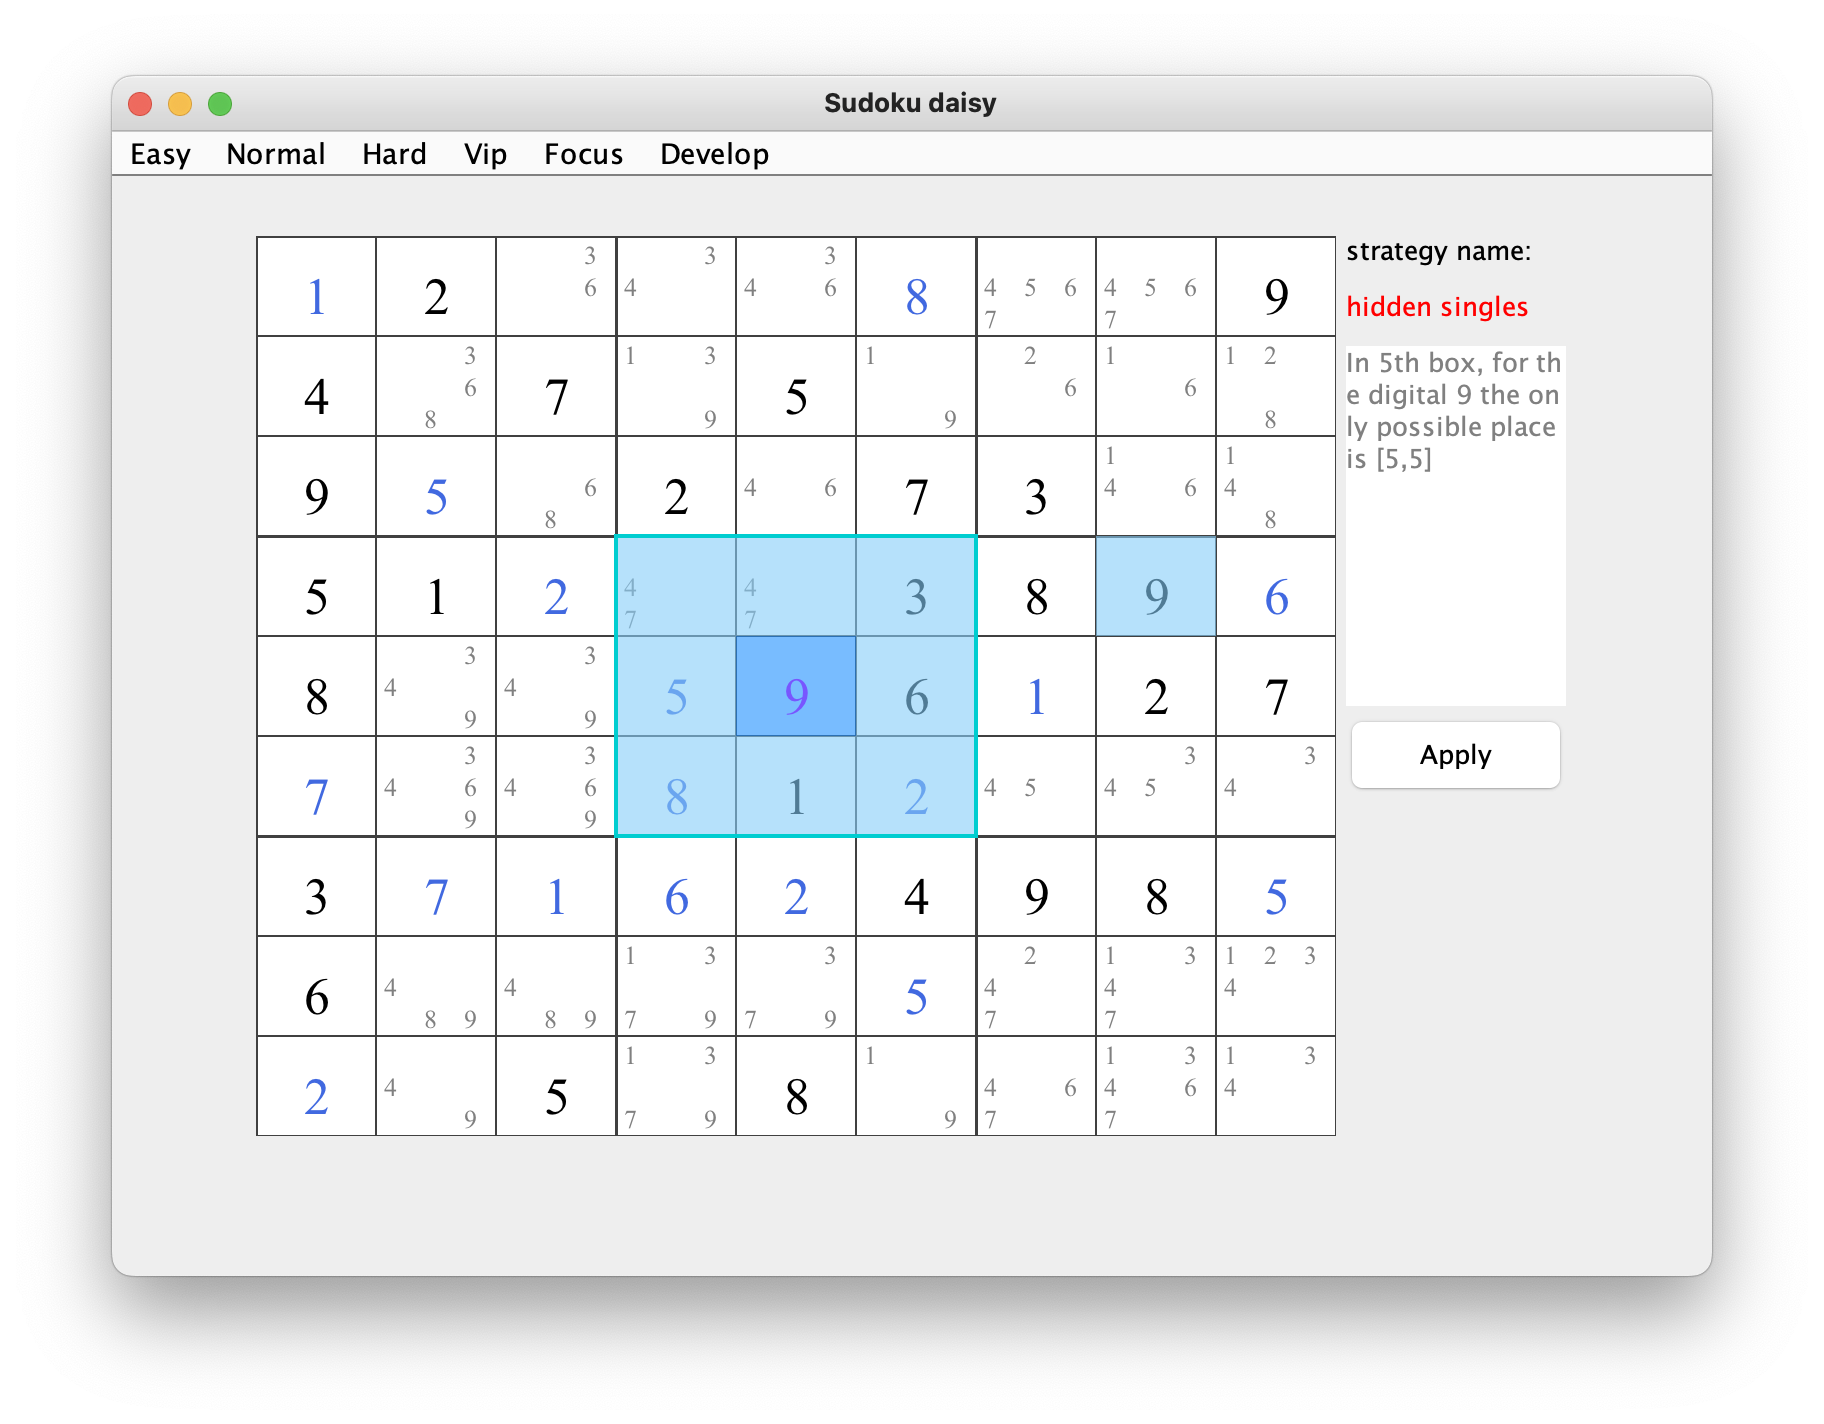 Sudoku daisy
Easy Normal Hard Vip Focus Develop
3 3 3
1 2 6 4 4 6 8 4 5 6 4 5 6 9
7 7
3 1 3 1 2 1 1 2
4 6 7 5 6 6
8 9 9 8
1 1
9 5 6 2 4 6 7 3 4 6 4
8 8
5 1 2 4 4 3 8 9 6
7 7
3 3
8 4 4 5 9 6 1 2 7
9 9
3 3 3 3
7 4 6 4 6 8 1 2 4 5 4 5 4
9 9
3 7 1 6 2 4 9 8 5
1 3 3 2 1 3 1 2 3
6 4 4 5 4 4 4
8 9 8 9 7 9 7 9 7 7
1 3 1 1 3 1 3
2 4 5 8 4 6 4 6 4
9 7 9 9 7 7
strategy name:
hidden singles
In 5th box, for th
e digital 9 the on
ly possible place
is [5,5]
Apply